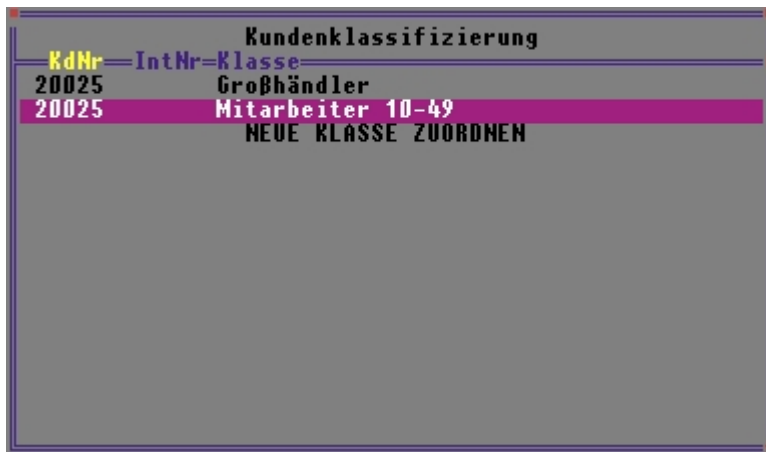 Kundenklassifizierung
KdNr IntNr Klasse
20025 Großhändler
20025 Mitarbeiter 10-49
NEUE KLASSE ZUORDNEN